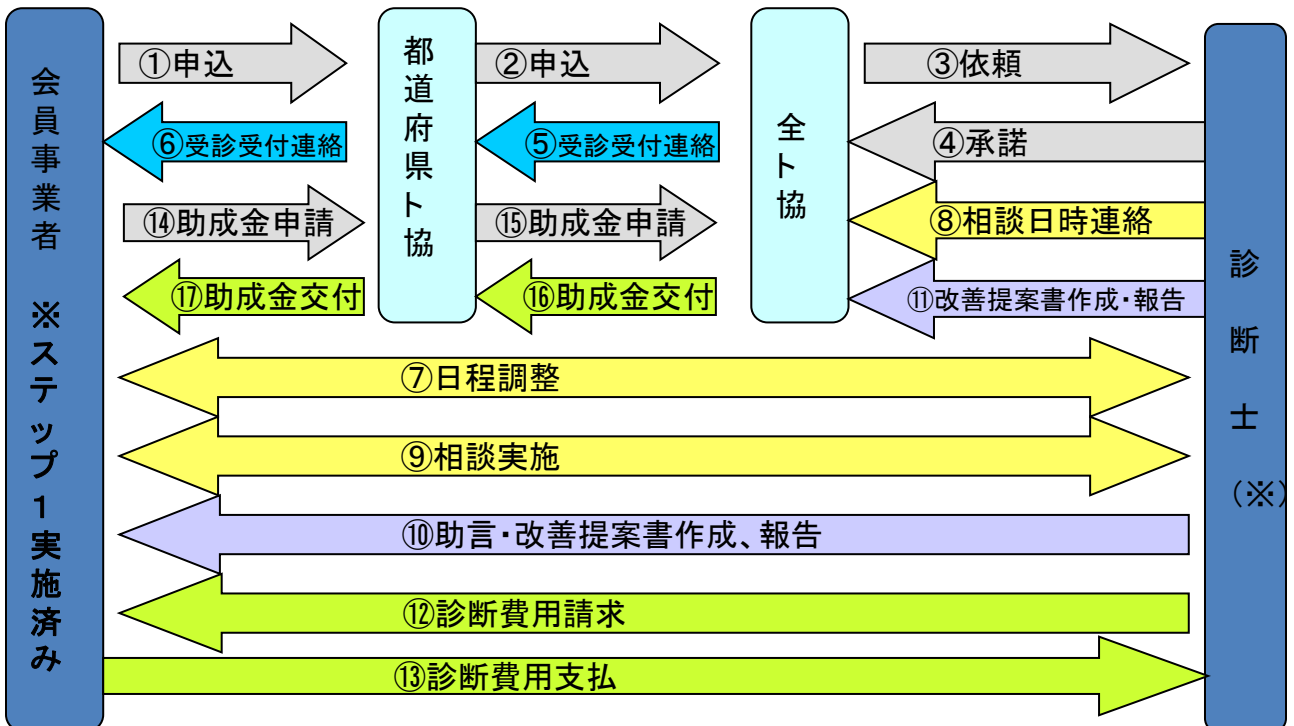 会員事業者 ※ステップ1実施済み
都道府県ト協
全ト協
診断士(※)
①申込
②申込
③依頼
⑥受診受付連絡
⑤受診受付連絡
④承諾
⑭助成金申請
⑮助成金申請
⑧相談日時連絡
⑰助成金交付
⑯助成金交付
⑪改善提案書作成・報告
⑦日程調整
⑨相談実施
⑩助言・改善提案書作成、報告
⑫診断費用請求
⑬診断費用支払